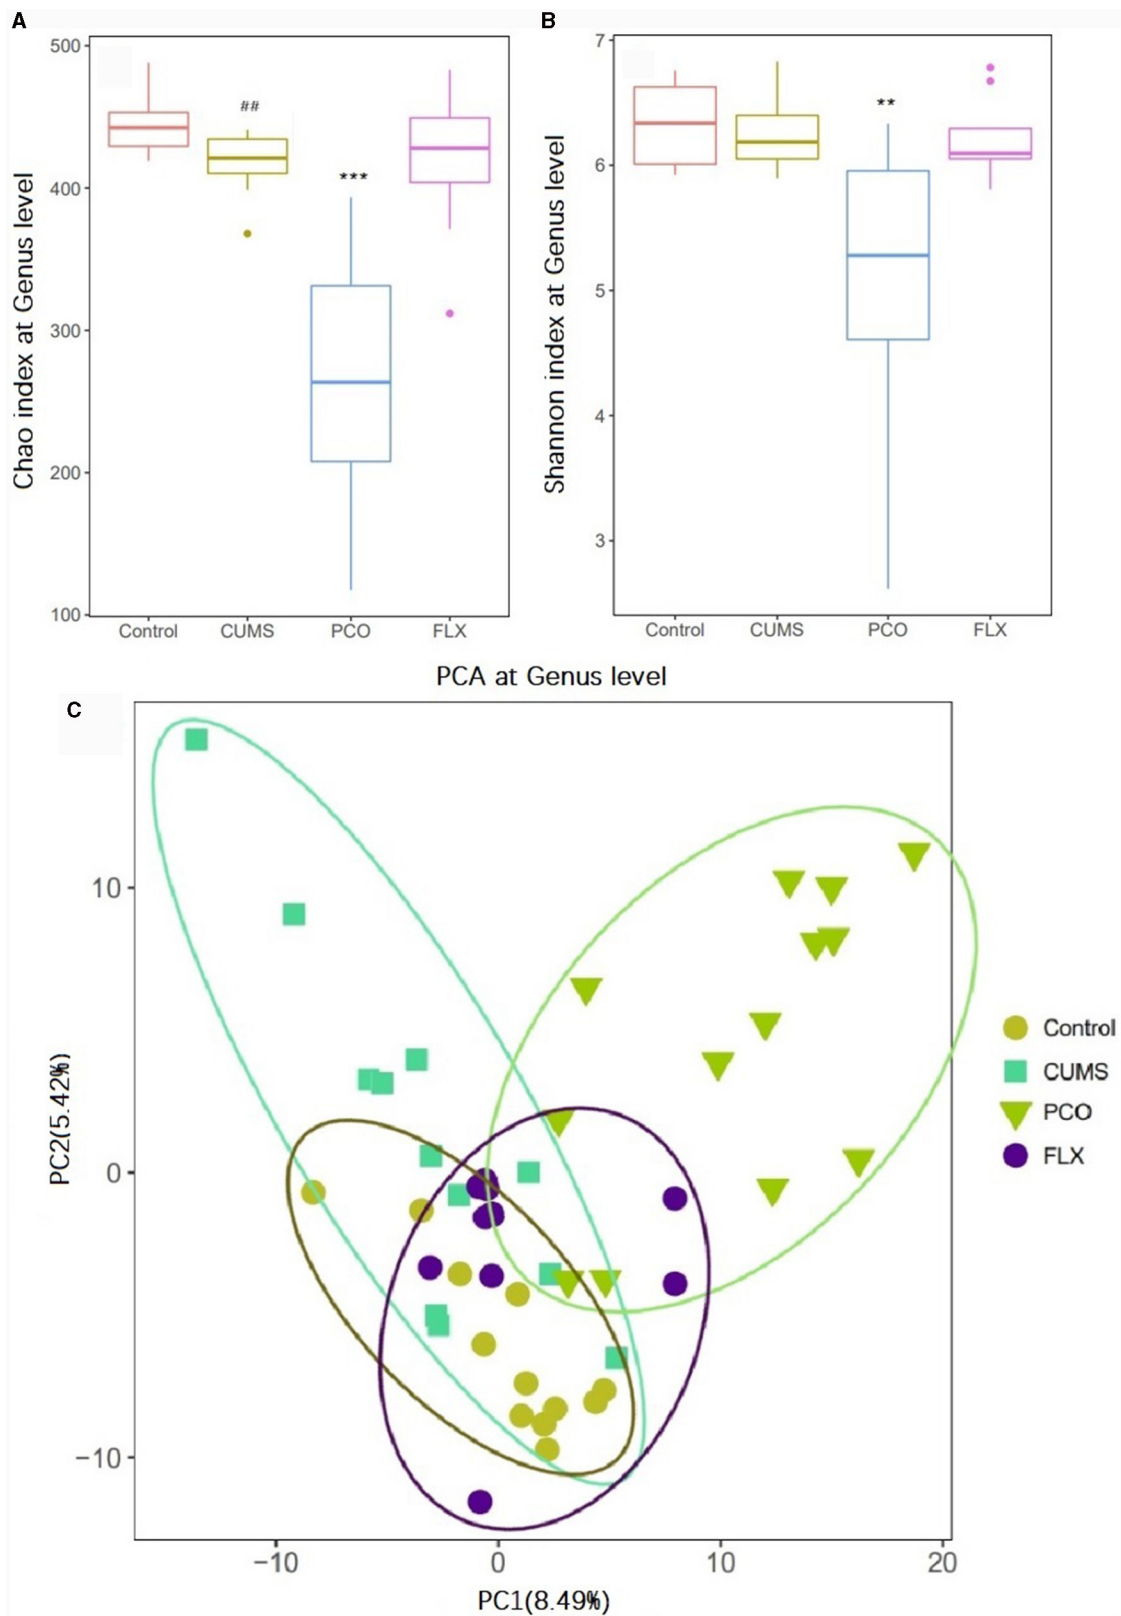 A
B
Chao index at Genus level
500
400
300
200
100
##
***
Control CUMS PCO FLX
Shannon index at Genus level
7
6
5
4
3
**
Control CUMS PCO FLX
PCA at Genus level
C
PC2(5.42%)
10
0
−10
−10 0 10 20
PC1(8.49%)
Control
CUMS
PCO
FLX